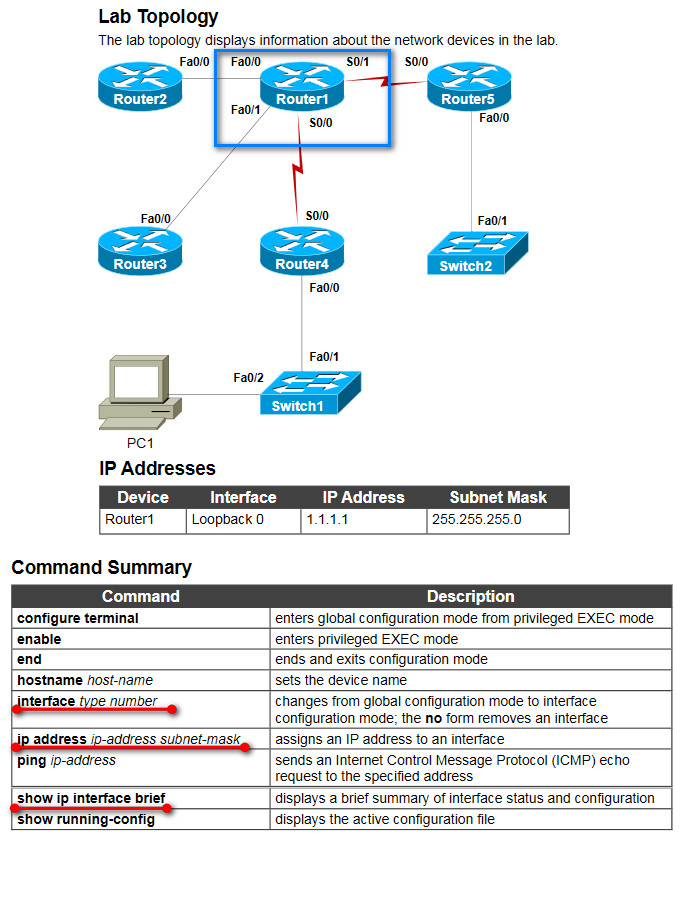 Lab Topology
The lab topology displays information about the network devices in the lab.
Fa0/0 Fa0/0 S0/1 S0/0
Router2 Router1 Router5
Fa0/1 S0/0 Fa0/0
Fa0/0 S0/0 Fa0/1
Router3 Router4 Switch2
Fa0/0
Fa0/1
Fa0/2
Switch1
PC1
IP Addresses
Device Interface IP Address Subnet Mask
Router1 Loopback 0 1.1.1.1 255.255.255.0
Command Summary
Command Description
configure terminal enters global configuration mode from privileged EXEC mode
enable enters privileged EXEC mode
end ends and exits configuration mode
hostname host-name sets the device name
interface type number changes from global configuration mode to interface
configuration mode; the no form removes an interface
ip address ip-address subnet-mask assigns an IP address to an interface
ping ip-address sends an Internet Control Message Protocol (ICMP) echo
request to the specified address
show ip interface brief displays a brief summary of interface status and configuration
show running-config displays the active configuration file